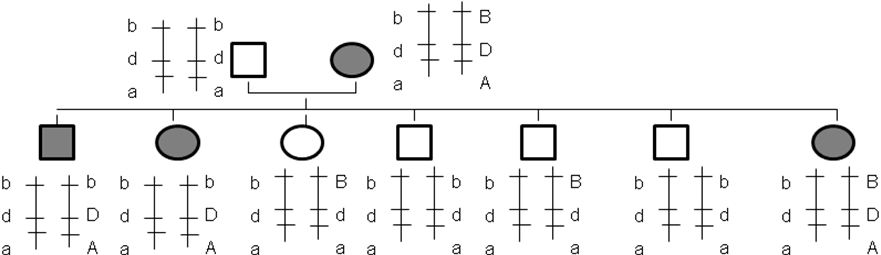 b b b B
d d d D
a a a A
b b b b b B b b b B b b b B
d D d D d d d d d d d d d D
a A a A a a a a a a a a a A